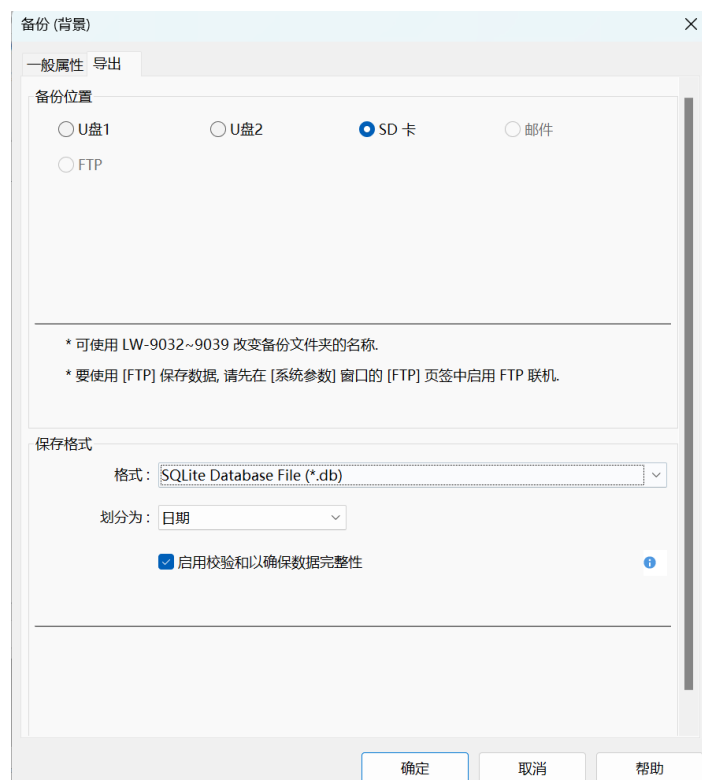 备份 (背景)
一般属性 导出
备份位置
U盘1 U盘2 SD 卡 邮件
FTP
* 可使用 LW-9032~9039 改变备份文件夹的名称.
* 要使用 [FTP] 保存数据, 请先在 [系统参数] 窗口的 [FTP] 页签中启用 FTP 联机.
保存格式
格式 : SQLite Database File (*.db)
划分为 : 日期
启用校验和以确保数据完整性
确定 取消 帮助